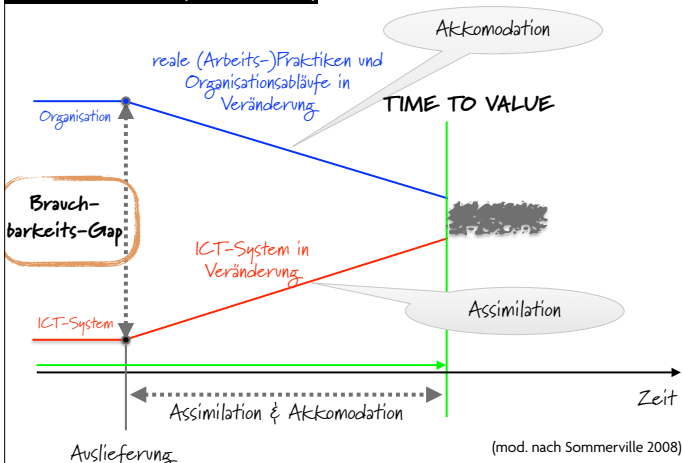 Akkomodation
reale (Arbeits-)Praktiken und
Organisationsabläufe in
Veränderung
TIME TO VALUE
Organisation
Brauch-
barkeits-Gap
ICT-System in
Veränderung
ICT-System
Assimilation
Assimilation & Akkomodation
Zeit
Auslieferung
(mod. nach Sommerville 2008)